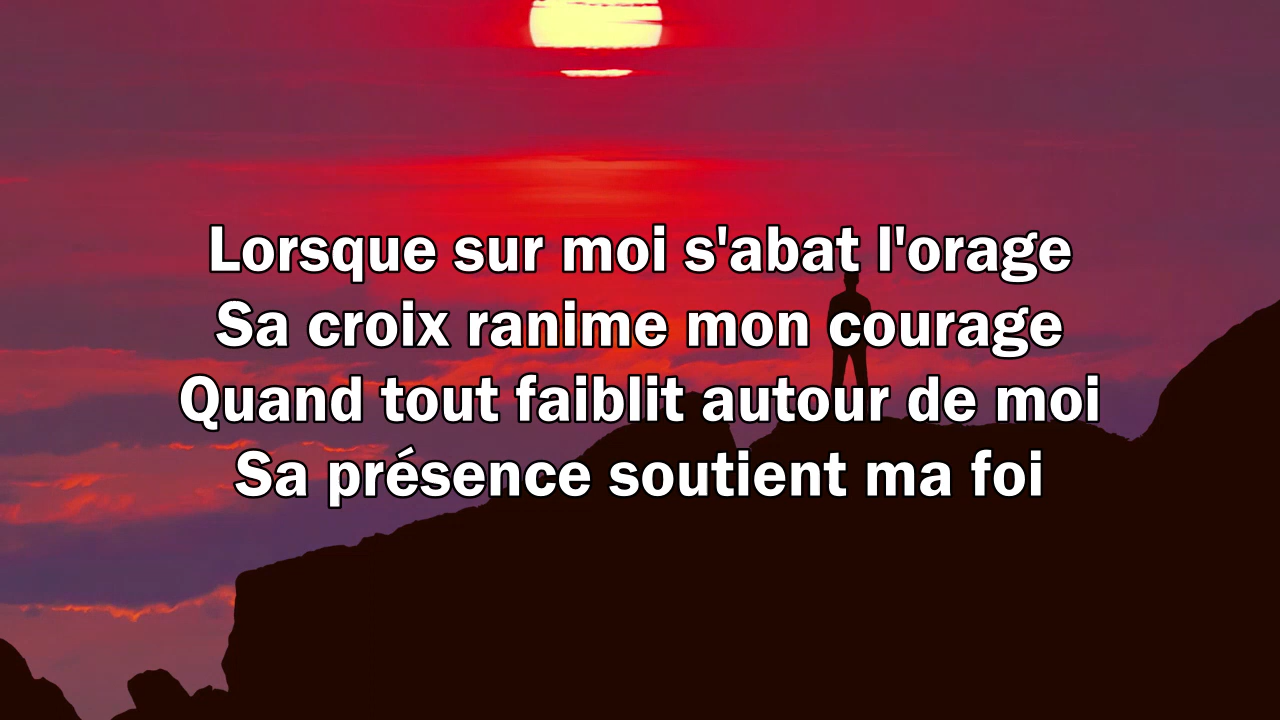 Lorsque sur moi s'abat l'orage
Sa croix ranime mon courage
Quand tout faiblit autour de moi
Sa présence soutient ma foi